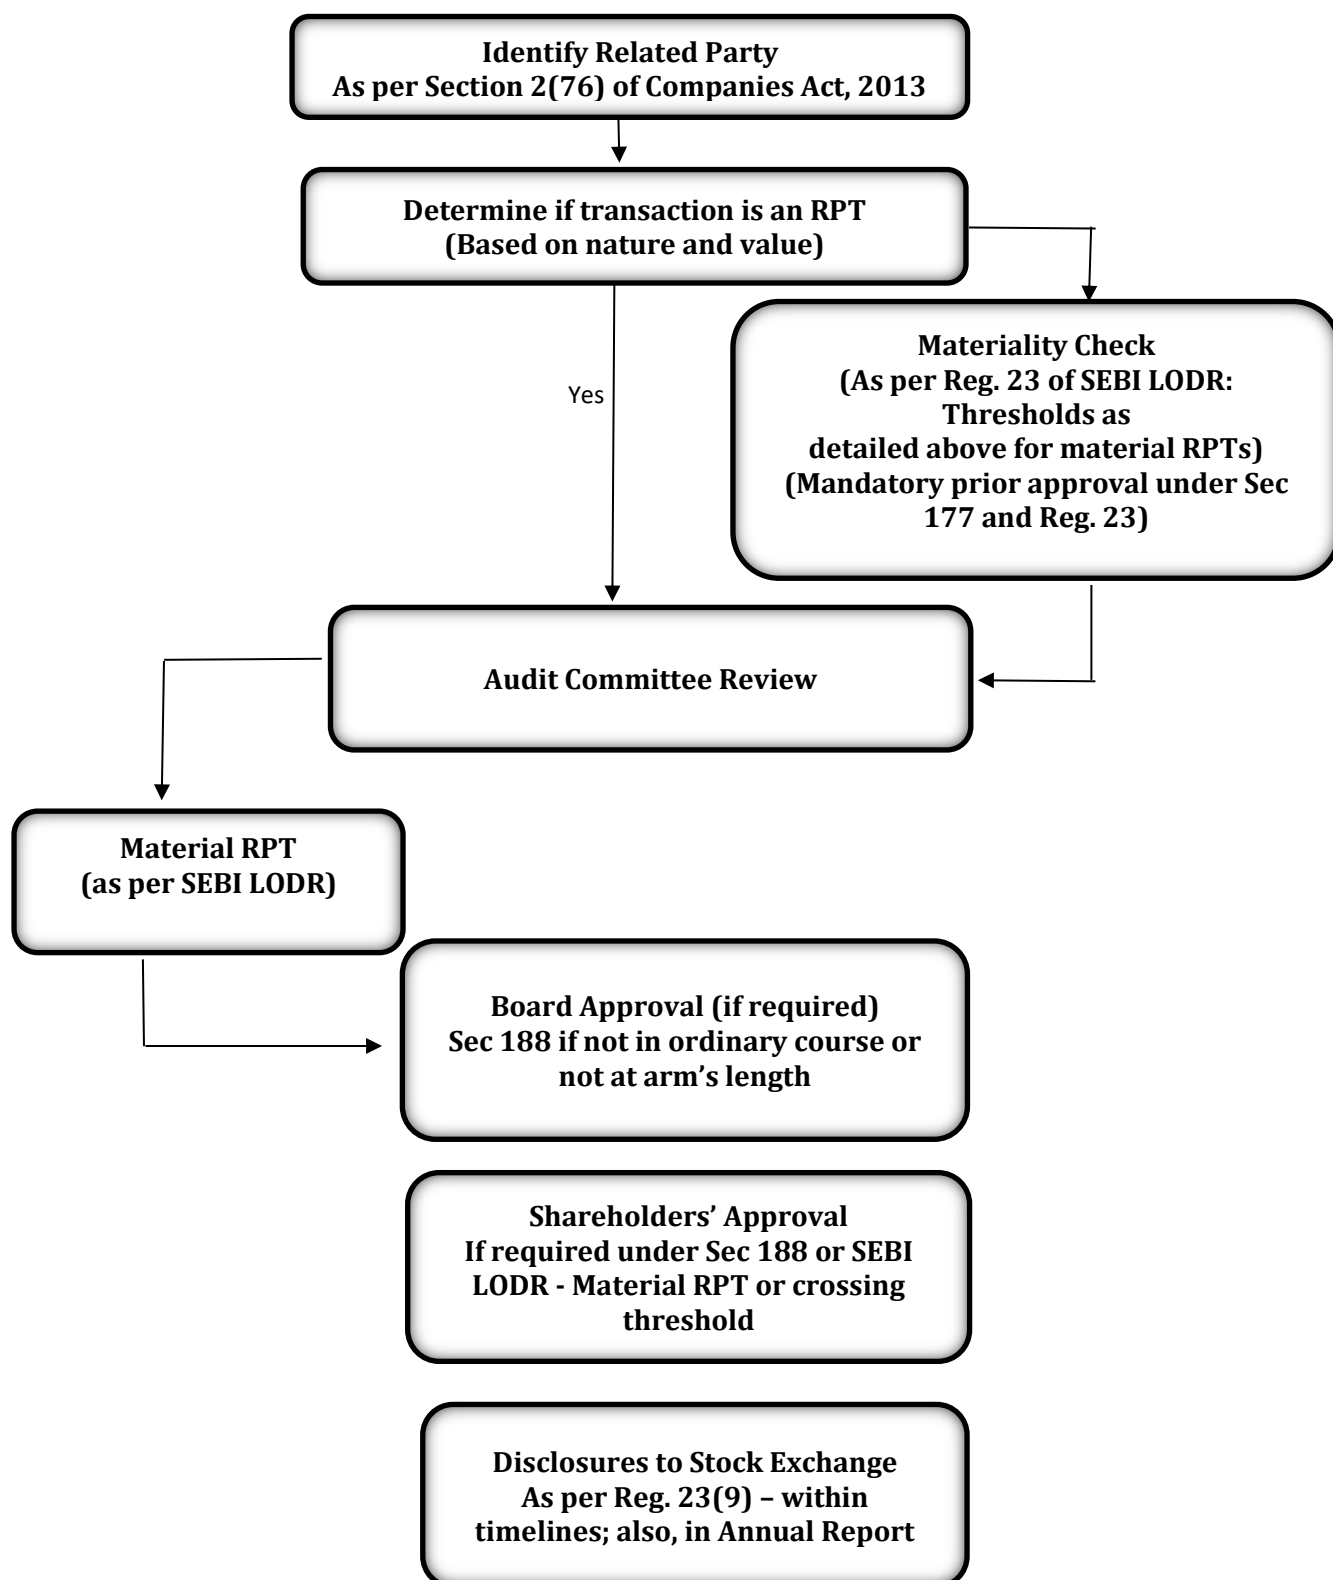 Identify Related Party
As per Section 2(76) of Companies Act, 2013
Determine if transaction is an RPT
(Based on nature and value)
Materiality Check
(As per Reg. 23 of SEBI LODR:
Thresholds as
detailed above for material RPTs)
(Mandatory prior approval under Sec
177 and Reg. 23)
Yes
Audit Committee Review
Material RPT
(as per SEBI LODR)
Board Approval (if required)
Sec 188 if not in ordinary course or
not at arm’s length
Shareholders’ Approval
If required under Sec 188 or SEBI
LODR - Material RPT or crossing
threshold
Disclosures to Stock Exchange
As per Reg. 23(9) – within
timelines; also, in Annual Report